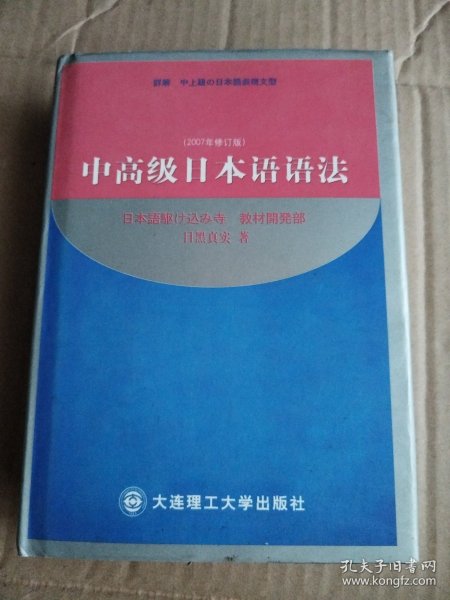 詳解 中上級の日本語表現文型
(2007年修订版)
中高级日本语语法
日本語駆け込み寺 教材開発部
目黒真实 著
大连理工大学出版社
孔夫子旧书网
www.kongfz.com